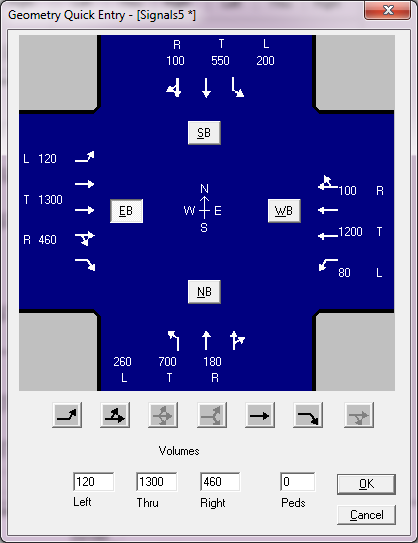 Geometry Quick Entry - [Signals5 *]
R T L
100 550 200
SB
L 120
T 1300
R 460
EB
N
W E
S
WB
100 R
1200 T
80 L
NB
260 700 180
L T R
Volumes
120 1300 460 0
Left Thru Right Peds
OK
Cancel